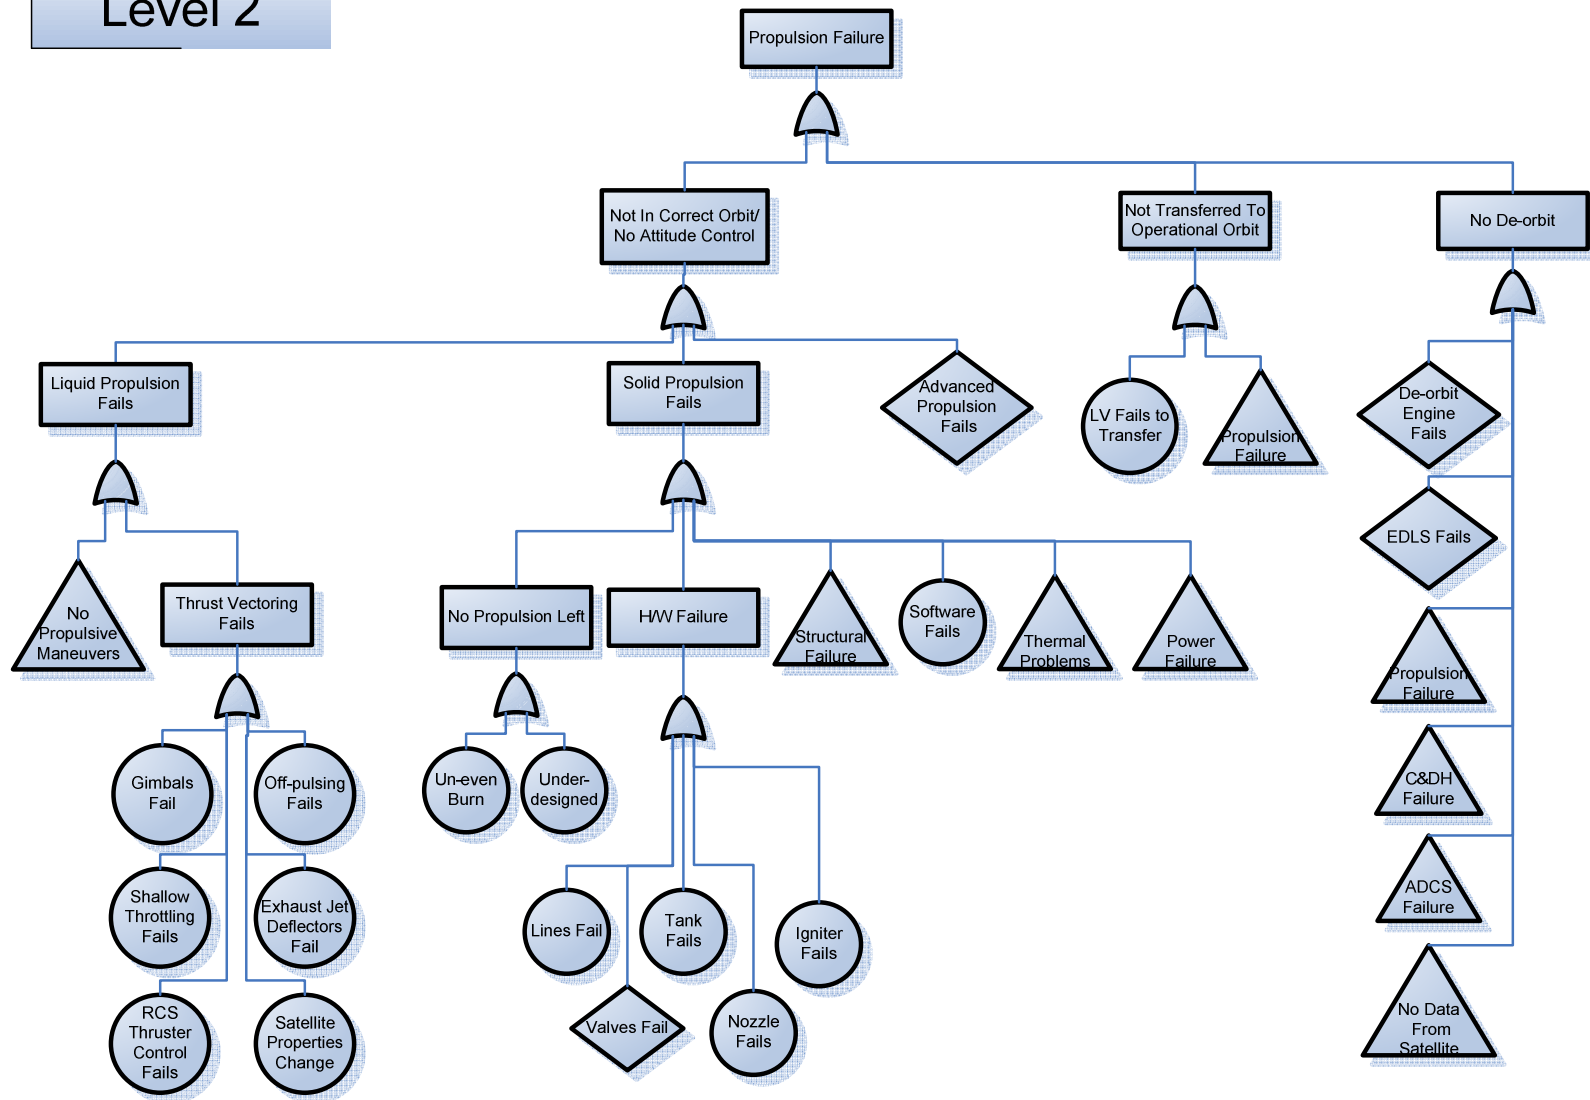 Level 2
Propulsion Failure
Not In Correct Orbit/
No Attitude Control
Not Transferred To
Operational Orbit
No De-orbit
Liquid Propulsion
Fails
Solid Propulsion
Fails
Advanced
Propulsion
Fails
LV Fails to
Transfer
Propulsion
Failure
De-orbit
Engine
Fails
EDLS Fails
No
Propulsive
Maneuvers
Thrust Vectoring
Fails
No Propulsion Left
H/W Failure
Structural
Failure
Software
Fails
Thermal
Problems
Power
Failure
Propulsion
Failure
Gimbals
Fail
Off-pulsing
Fails
Un-even
Burn
Under-
designed
C&DH
Failure
Shallow
Throttling
Fails
Exhaust Jet
Deflectors
Fail
Lines Fail
Tank
Fails
Igniter
Fails
ADCS
Failure
RCS
Thruster
Control
Fails
Satellite
Properties
Change
Valves Fail
Nozzle
Fails
No Data
From
Satellite